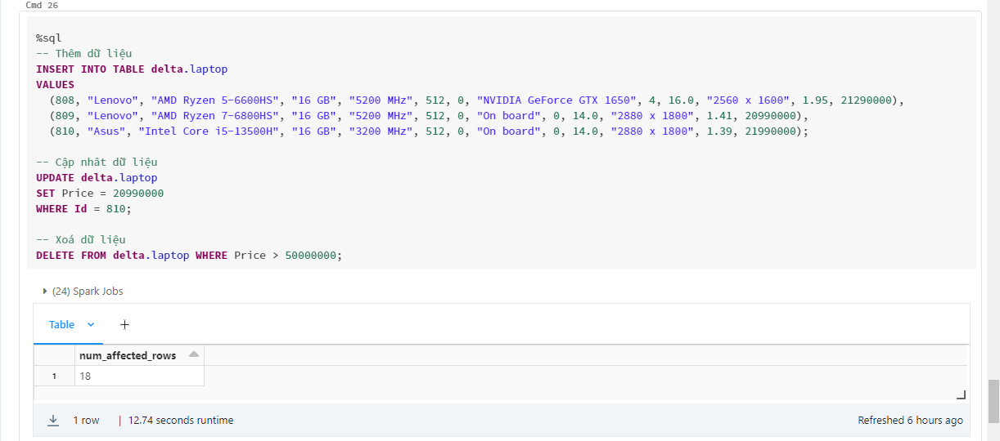 Cmd 26
%sql
-- Thêm dữ liệu
INSERT INTO TABLE delta.laptop
VALUES
(808, "Lenovo", "AMD Ryzen 5-6600HS", "16 GB", "5200 MHz", 512, 0, "NVIDIA GeForce GTX 1650", 4, 16.0, "2560 x 1600", 1.95, 21290000),
(809, "Lenovo", "AMD Ryzen 7-6800HS", "16 GB", "5200 MHz", 512, 0, "On board", 0, 14.0, "2880 x 1800", 1.41, 20990000),
(810, "Asus", "Intel Core i5-13500H", "16 GB", "3200 MHz", 512, 0, "On board", 0, 14.0, "2880 x 1800", 1.39, 21990000);
-- Cập nhât dữ liệu
UPDATE delta.laptop
SET Price = 20990000
WHERE Id = 810;
-- Xoá dữ liệu
DELETE FROM delta.laptop WHERE Price > 50000000;
(24) Spark Jobs
Table +
num_affected_rows
1 18
1 row | 12.74 seconds runtime Refreshed 6 hours ago